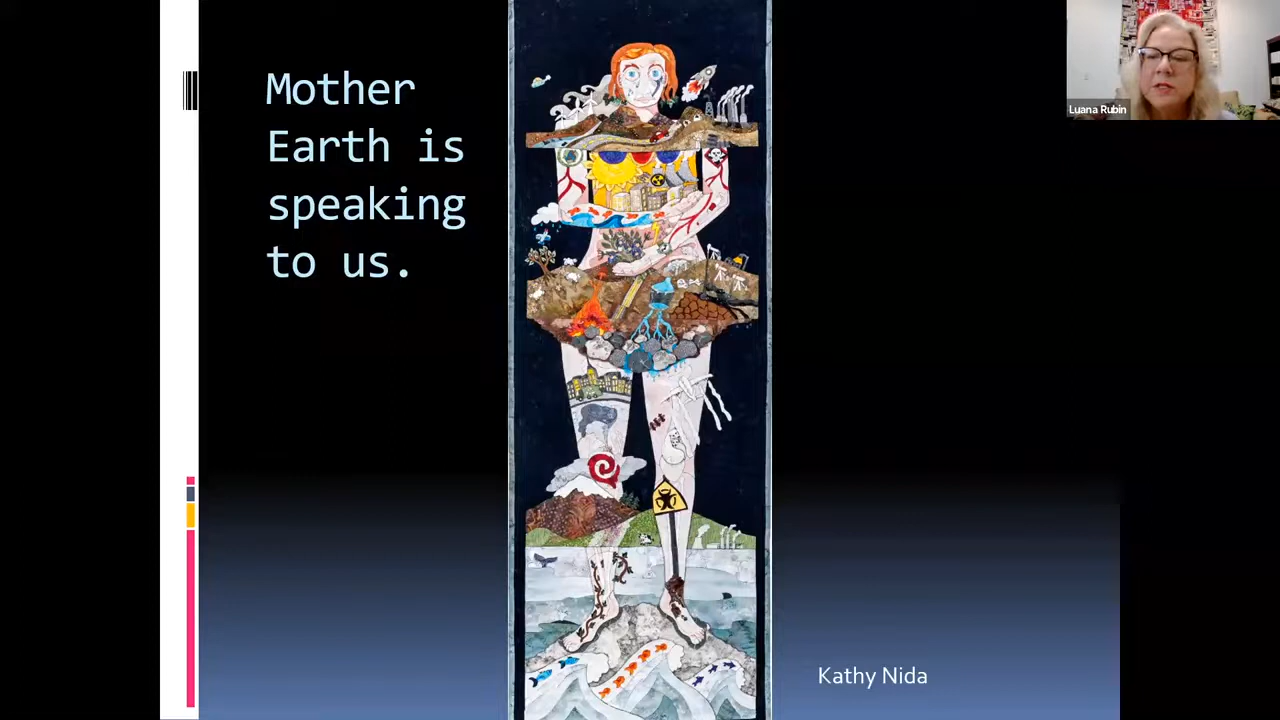 Mother
Earth is
speaking
to us.
Luana Rubin
Kathy Nida